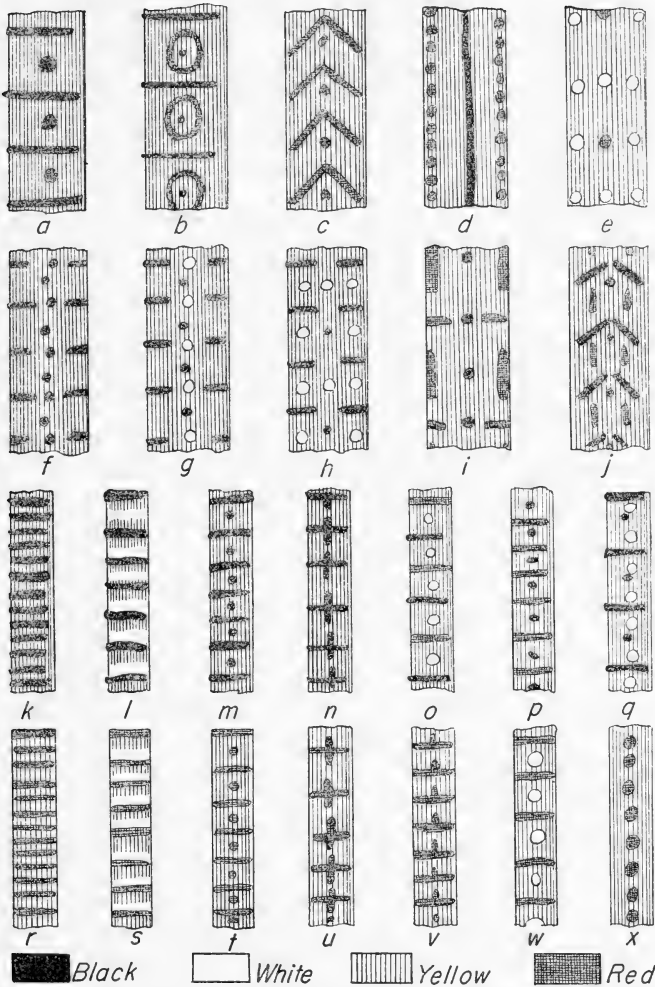 a b c d e
f g h i j
k l m n o p q
r s t u v w x
Black White Yellow Red